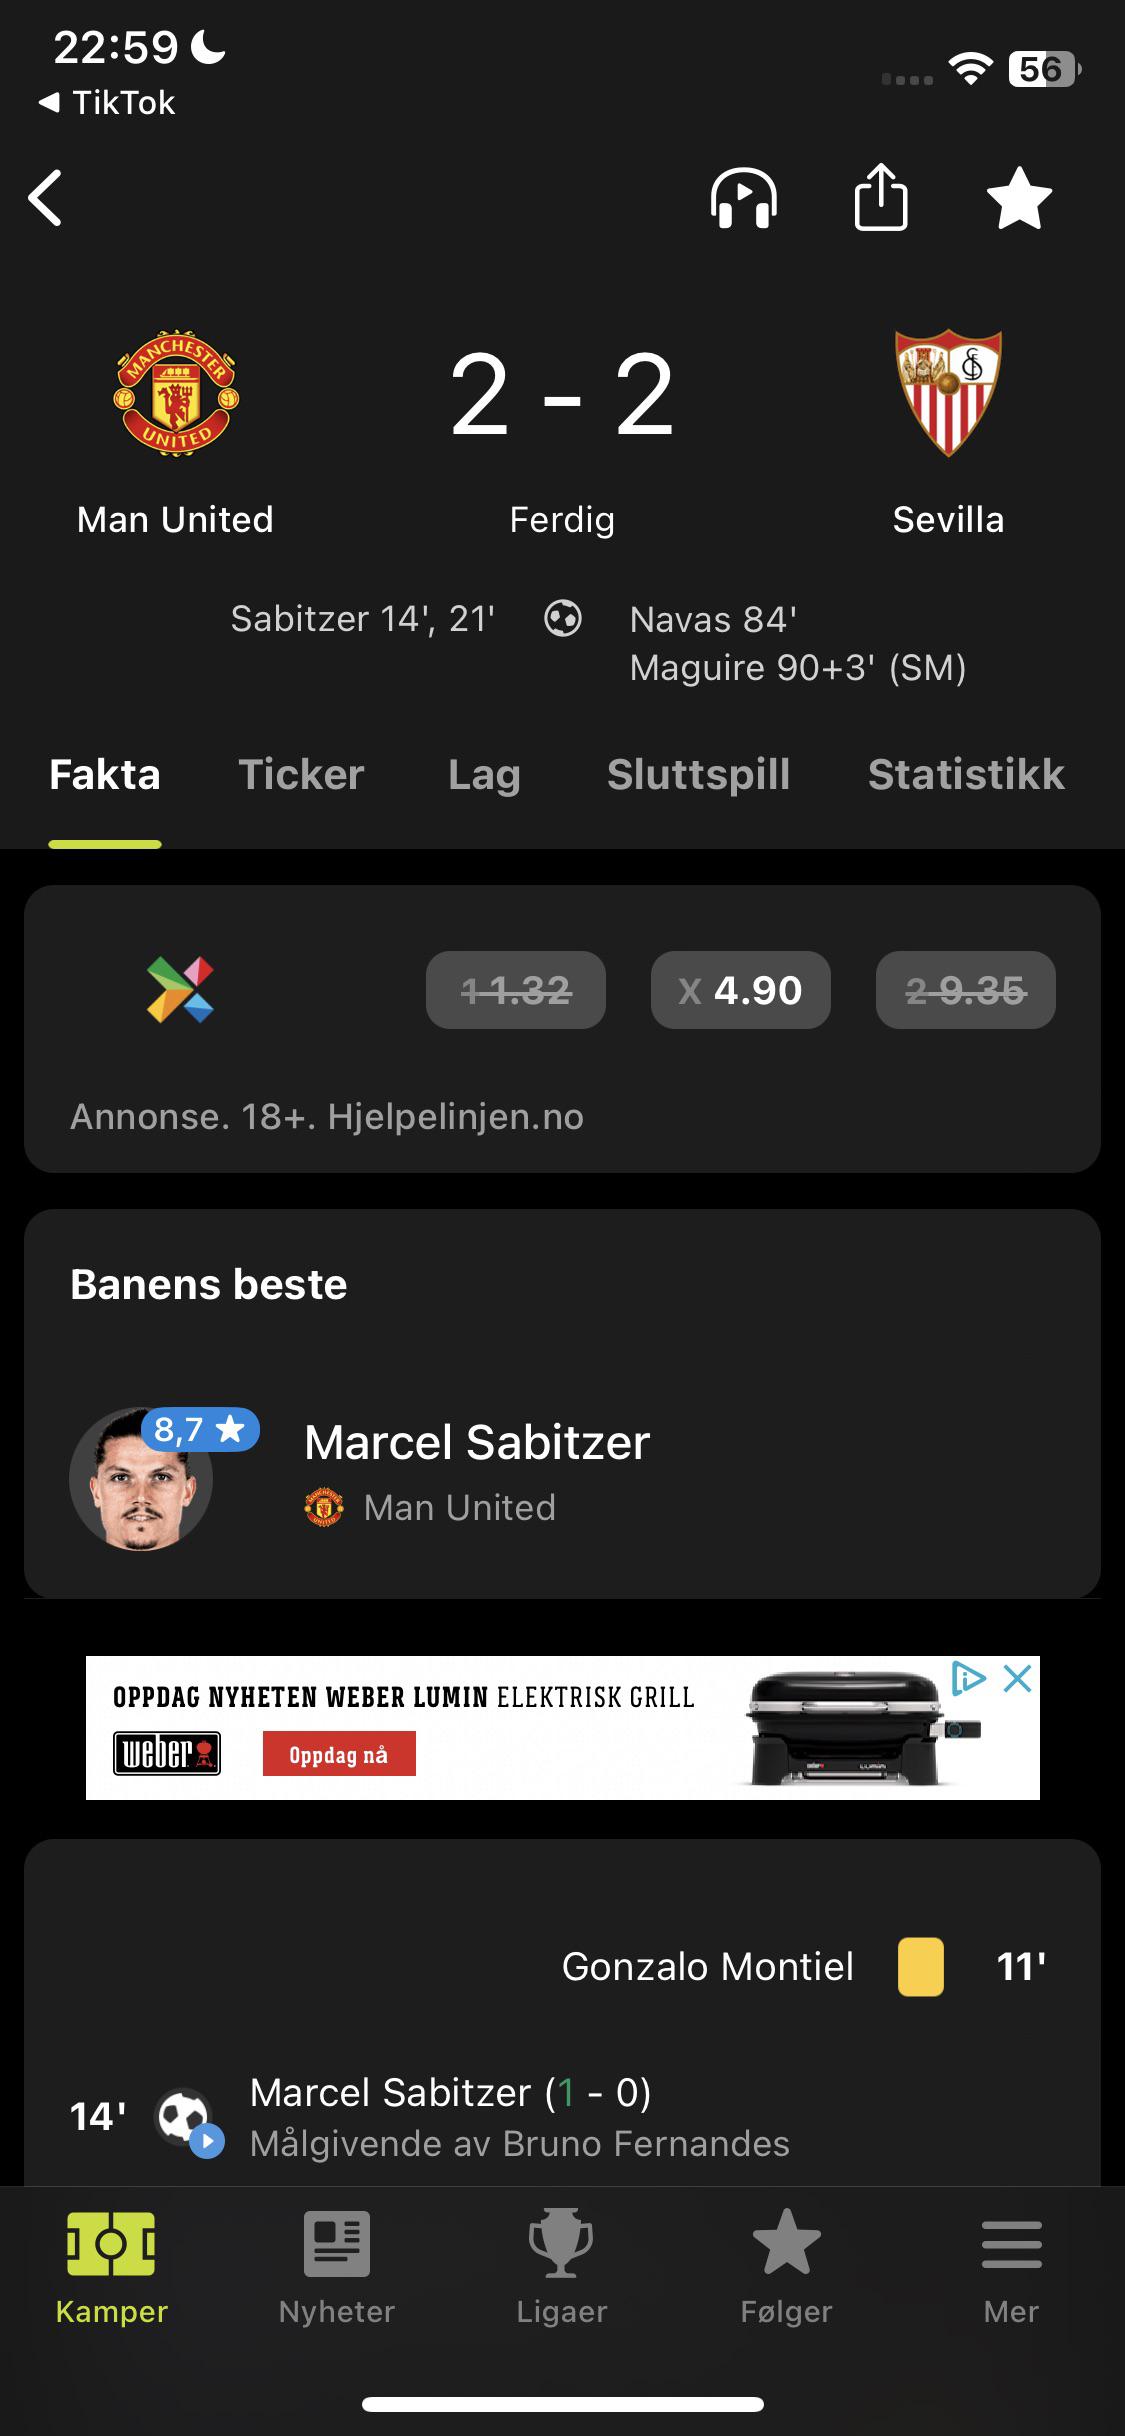 22:59
56
TikTok
MANCHESTER
UNITED
2 - 2
Man United
Ferdig
Sevilla
Sabitzer 14', 21'
Navas 84'
Maguire 90+3' (SM)
Fakta
Ticker
Lag
Sluttspill
Statistikk
1 1.32
X 4.90
2 9.35
Annonse. 18+. Hjelpelinjen.no
Banens beste
8,7
Marcel Sabitzer
Man United
OPPDAG NYHETEN WEBER LUMIN ELEKTRISK GRILL
weber
Oppdag nå
Gonzalo Montiel
11'
14'
Marcel Sabitzer (1 - 0)
Målgivende av Bruno Fernandes
Kamper
Nyheter
Ligaer
Følger
Mer